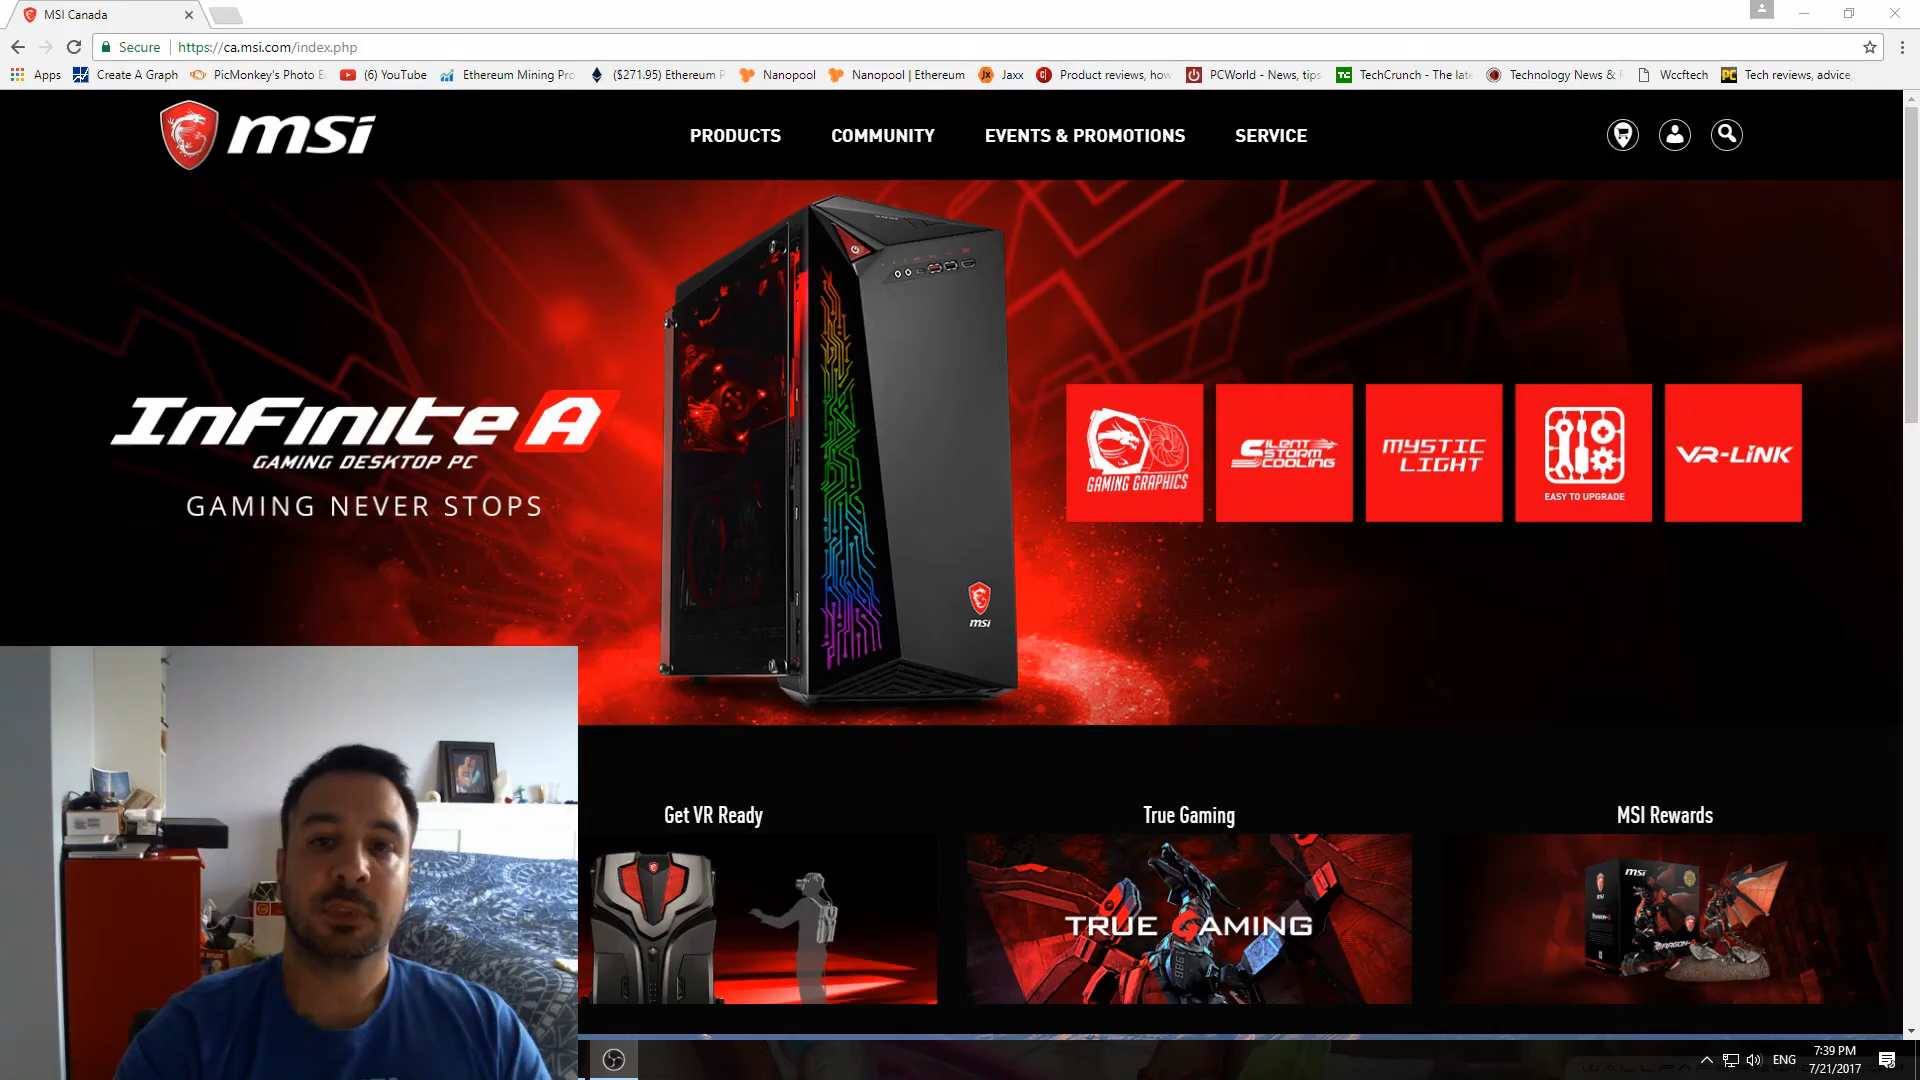 MSI Canada
Secure https://ca.msi.com/index.php
Apps Create A Graph PicMonkey's Photo E (6) YouTube Ethereum Mining Pro ($271.95) Ethereum P Nanopool Nanopool | Ethereum Jaxx Product reviews, how PCWorld - News, tips TechCrunch - The late Technology News & Wccftech Tech reviews, advice,
msi PRODUCTS COMMUNITY EVENTS & PROMOTIONS SERVICE
INFINITE A
GAMING DESKTOP PC
GAMING NEVER STOPS
GAMING GRAPHICS
SILENT STORM COOLING
MYSTIC LIGHT
EASY TO UPGRADE
VR-LINK
msi
Get VR Ready
True Gaming
MSI Rewards
TRUE GAMING
986
msi
ENG
7:39 PM
7/21/2017